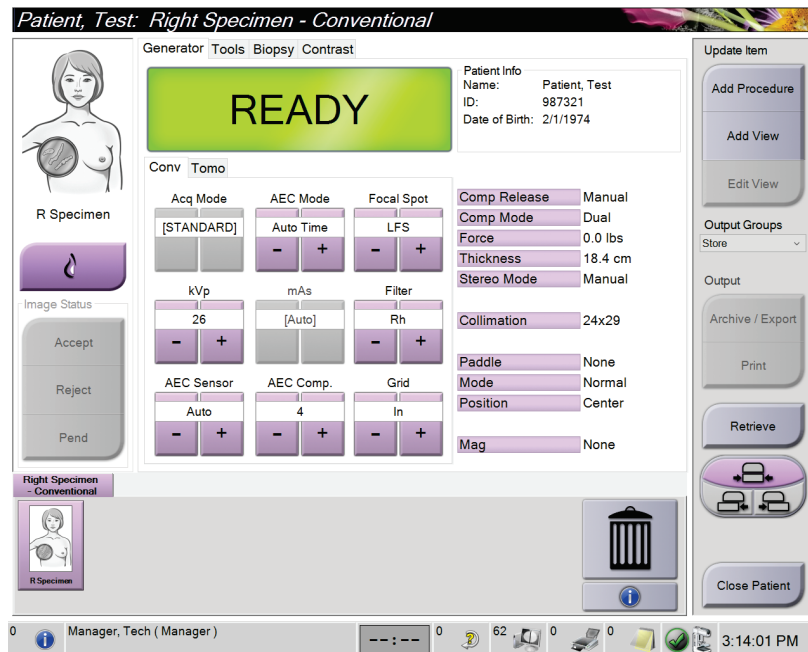 Patient, Test: Right Specimen - Conventional
Generator Tools Biopsy Contrast
READY
Patient Info
Name: Patient, Test
ID: 987321
Date of Birth: 2/1/1974
R Specimen
Image Status
Accept
Reject
Pend
Conv Tomo
Acq Mode AEC Mode Focal Spot
[STANDARD] Auto Time LFS
- + - +
kVp mAs Filter
26 [Auto] Rh
- + - +
AEC Sensor AEC Comp. Grid
Auto 4 In
- + - + - +
Comp Release Manual
Comp Mode Dual
Force 0.0 lbs
Thickness 18.4 cm
Stereo Mode Manual
Collimation 24x29
Paddle None
Mode Normal
Position Center
Mag None
Update Item
Add Procedure
Add View
Edit View
Output Groups
Store
Output
Archive / Export
Print
Retrieve
Close Patient
Right Specimen
- Conventional
R Specimen
0 Manager, Tech ( Manager ) --:-- 0 62 0 0 3:14:01 PM